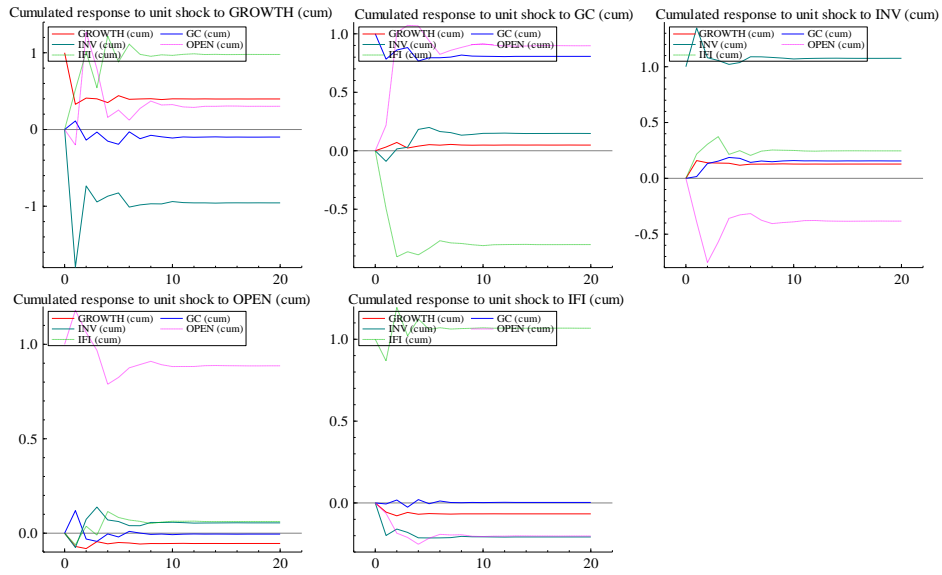 Cumulated response to unit shock to GROWTH (cum)
GROWTH (cum) GC (cum)
INV (cum) OPEN (cum)
IFI (cum)
1
0
-1
0 10 20
Cumulated response to unit shock to GC (cum)
GROWTH (cum) GC (cum)
INV (cum) OPEN (cum)
IFI (cum)
1.0
0.5
0.0
-0.5
0 10 20
Cumulated response to unit shock to INV (cum)
GROWTH (cum) GC (cum)
INV (cum) OPEN (cum)
IFI (cum)
1.0
0.5
0.0
-0.5
0 10 20
Cumulated response to unit shock to OPEN (cum)
GROWTH (cum) GC (cum)
INV (cum) OPEN (cum)
IFI (cum)
1.0
0.5
0.0
0 10 20
Cumulated response to unit shock to IFI (cum)
GROWTH (cum) GC (cum)
INV (cum) OPEN (cum)
IFI (cum)
1.0
0.5
0.0
0 10 20